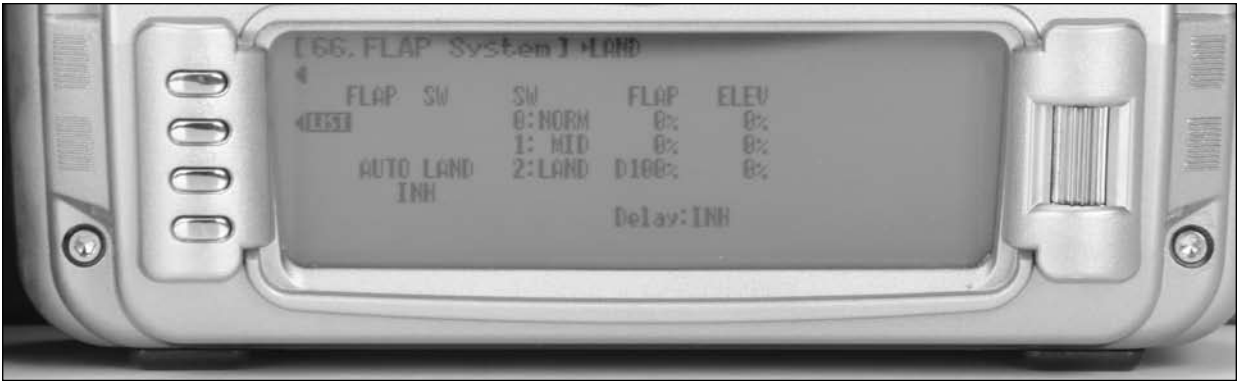 [66.FLAP System] ▸LAND
◂
FLAP SW SW FLAP ELEV
◂LIST 0:NORM 0% 0%
1: MID 0% 0%
AUTO LAND 2:LAND D100% 0%
INH
Delay:INH